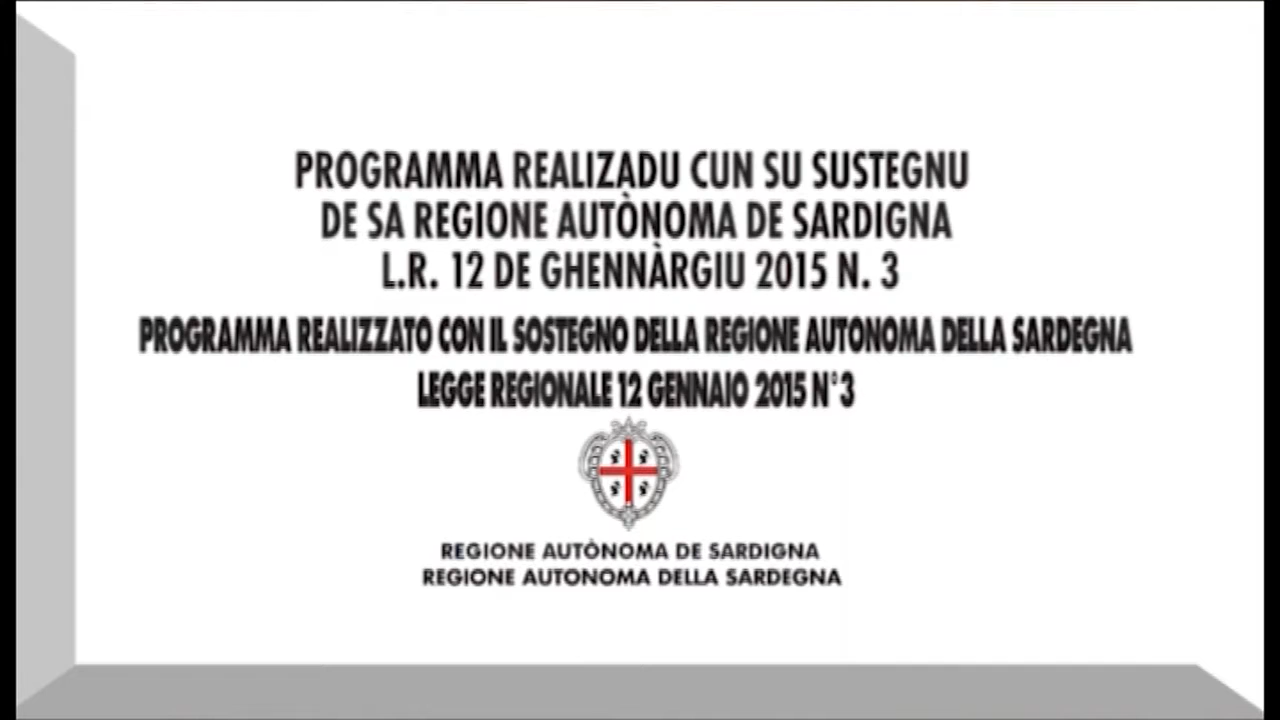 PROGRAMMA REALIZADU CUN SU SUSTEGNU
DE SA REGIONE AUTÒNOMA DE SARDIGNA
L.R. 12 DE GHENNÀRGIU 2015 N. 3
PROGRAMMA REALIZZATO CON IL SOSTEGNO DELLA REGIONE AUTONOMA DELLA SARDEGNA
LEGGE REGIONALE 12 GENNAIO 2015 N°3
REGIONE AUTÒNOMA DE SARDIGNA
REGIONE AUTONOMA DELLA SARDEGNA